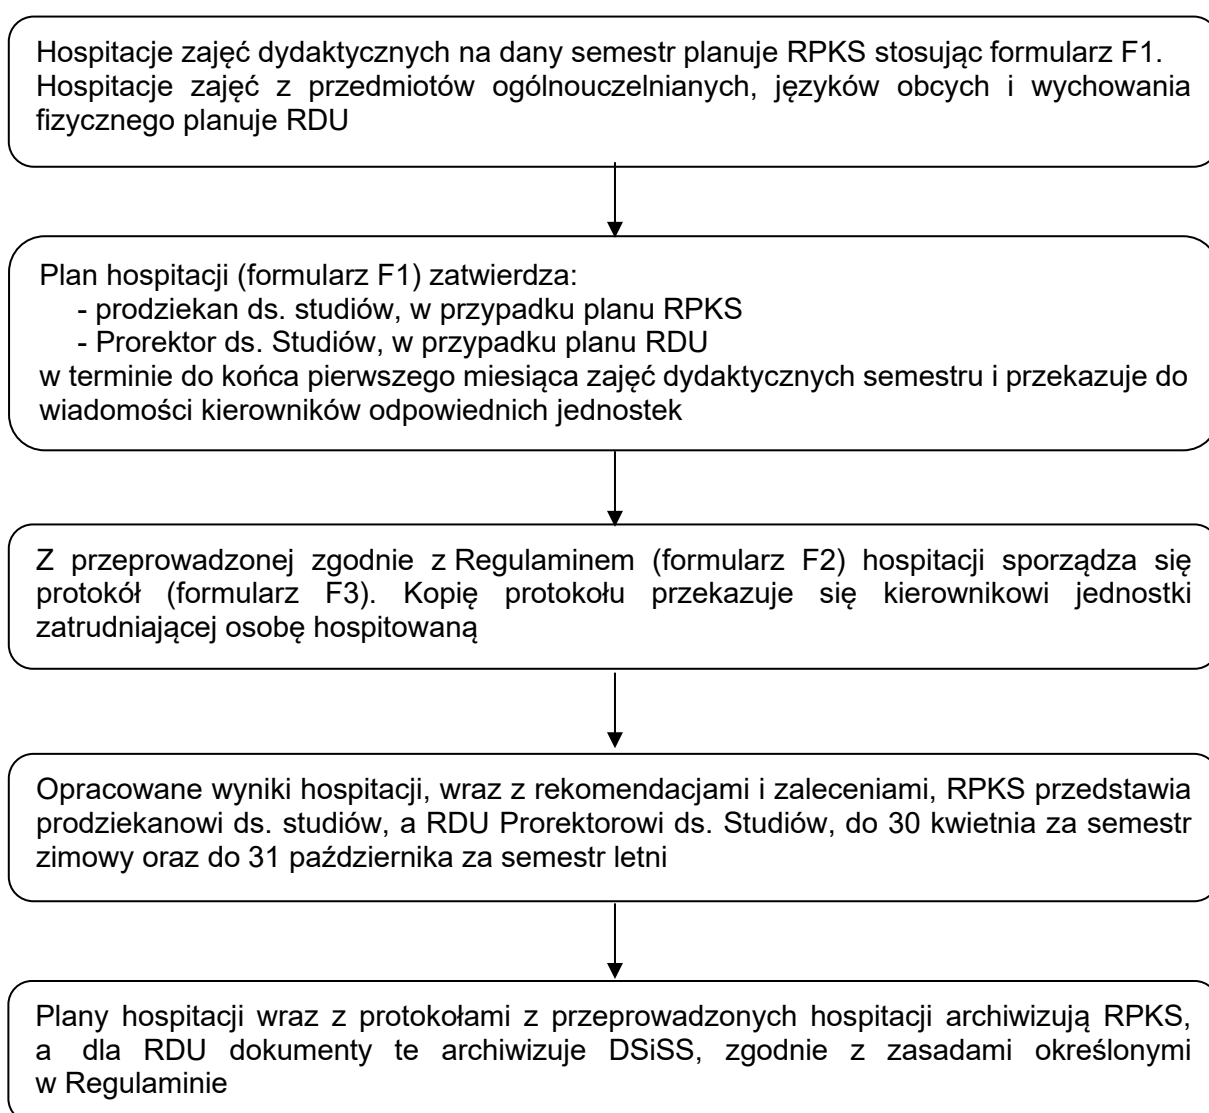 Hospitacje zajęć dydaktycznych na dany semestr planuje RPKS stosując formularz F1.
Hospitacje zajęć z przedmiotów ogólnouczelnianych, języków obcych i wychowania
fizycznego planuje RDU
Plan hospitacji (formularz F1) zatwierdza:
- prodziekan ds. studiów, w przypadku planu RPKS
- Prorektor ds. Studiów, w przypadku planu RDU
w terminie do końca pierwszego miesiąca zajęć dydaktycznych semestru i przekazuje do
wiadomości kierowników odpowiednich jednostek
Z przeprowadzonej zgodnie z Regulaminem (formularz F2) hospitacji sporządza się
protokół (formularz F3). Kopię protokołu przekazuje się kierownikowi jednostki
zatrudniającej osobę hospitowaną
Opracowane wyniki hospitacji, wraz z rekomendacjami i zaleceniami, RPKS przedstawia
prodziekanowi ds. studiów, a RDU Prorektorowi ds. Studiów, do 30 kwietnia za semestr
zimowy oraz do 31 października za semestr letni
Plany hospitacji wraz z protokołami z przeprowadzonych hospitacji archiwizują RPKS,
a dla RDU dokumenty te archiwizuje DSiSS, zgodnie z zasadami określonymi
w Regulaminie